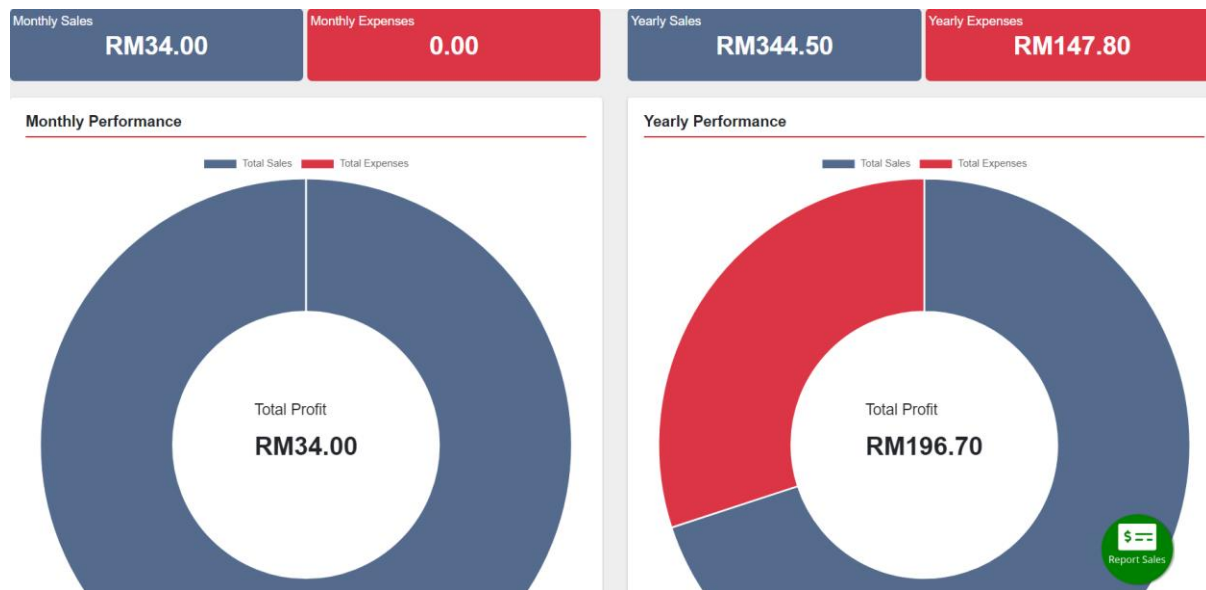 Monthly Sales
RM34.00
Monthly Expenses
0.00
Yearly Sales
RM344.50
Yearly Expenses
RM147.80
Monthly Performance
Total Sales
Total Expenses
Total Profit
RM34.00
Yearly Performance
Total Sales
Total Expenses
Total Profit
RM196.70
$
Report Sales